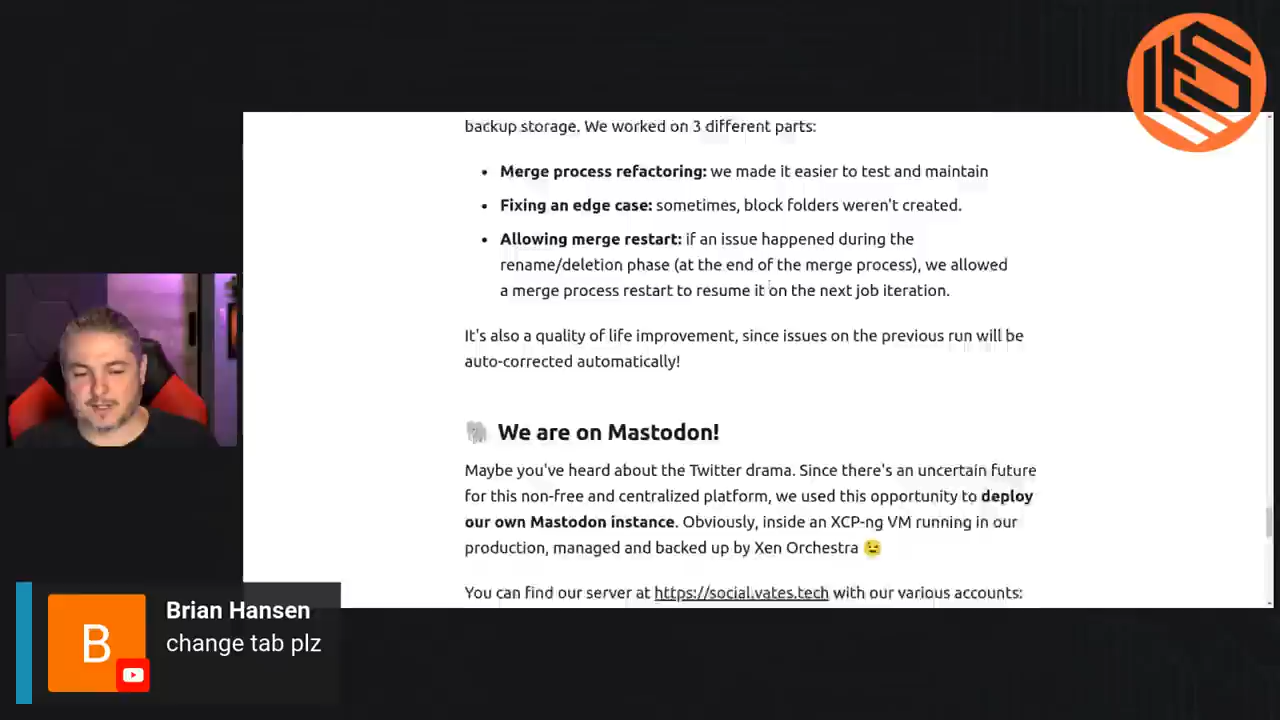 backup storage. We worked on 3 different parts:
• Merge process refactoring: we made it easier to test and maintain
• Fixing an edge case: sometimes, block folders weren't created.
• Allowing merge restart: if an issue happened during the
rename/deletion phase (at the end of the merge process), we allowed
a merge process restart to resume it on the next job iteration.
It's also a quality of life improvement, since issues on the previous run will be
auto-corrected automatically!
🐘 We are on Mastodon!
Maybe you've heard about the Twitter drama. Since there's an uncertain future
for this non-free and centralized platform, we used this opportunity to deploy
our own Mastodon instance. Obviously, inside an XCP-ng VM running in our
production, managed and backed up by Xen Orchestra 😉
You can find our server at https://social.vates.tech with our various accounts:
B
Brian Hansen
change tab plz